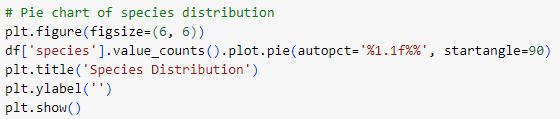 # Pie chart of species distribution
plt.figure(figsize=(6, 6))
df['species'].value_counts().plot.pie(autopct='%1.1f%%', startangle=90)
plt.title('Species Distribution')
plt.ylabel('')
plt.show()